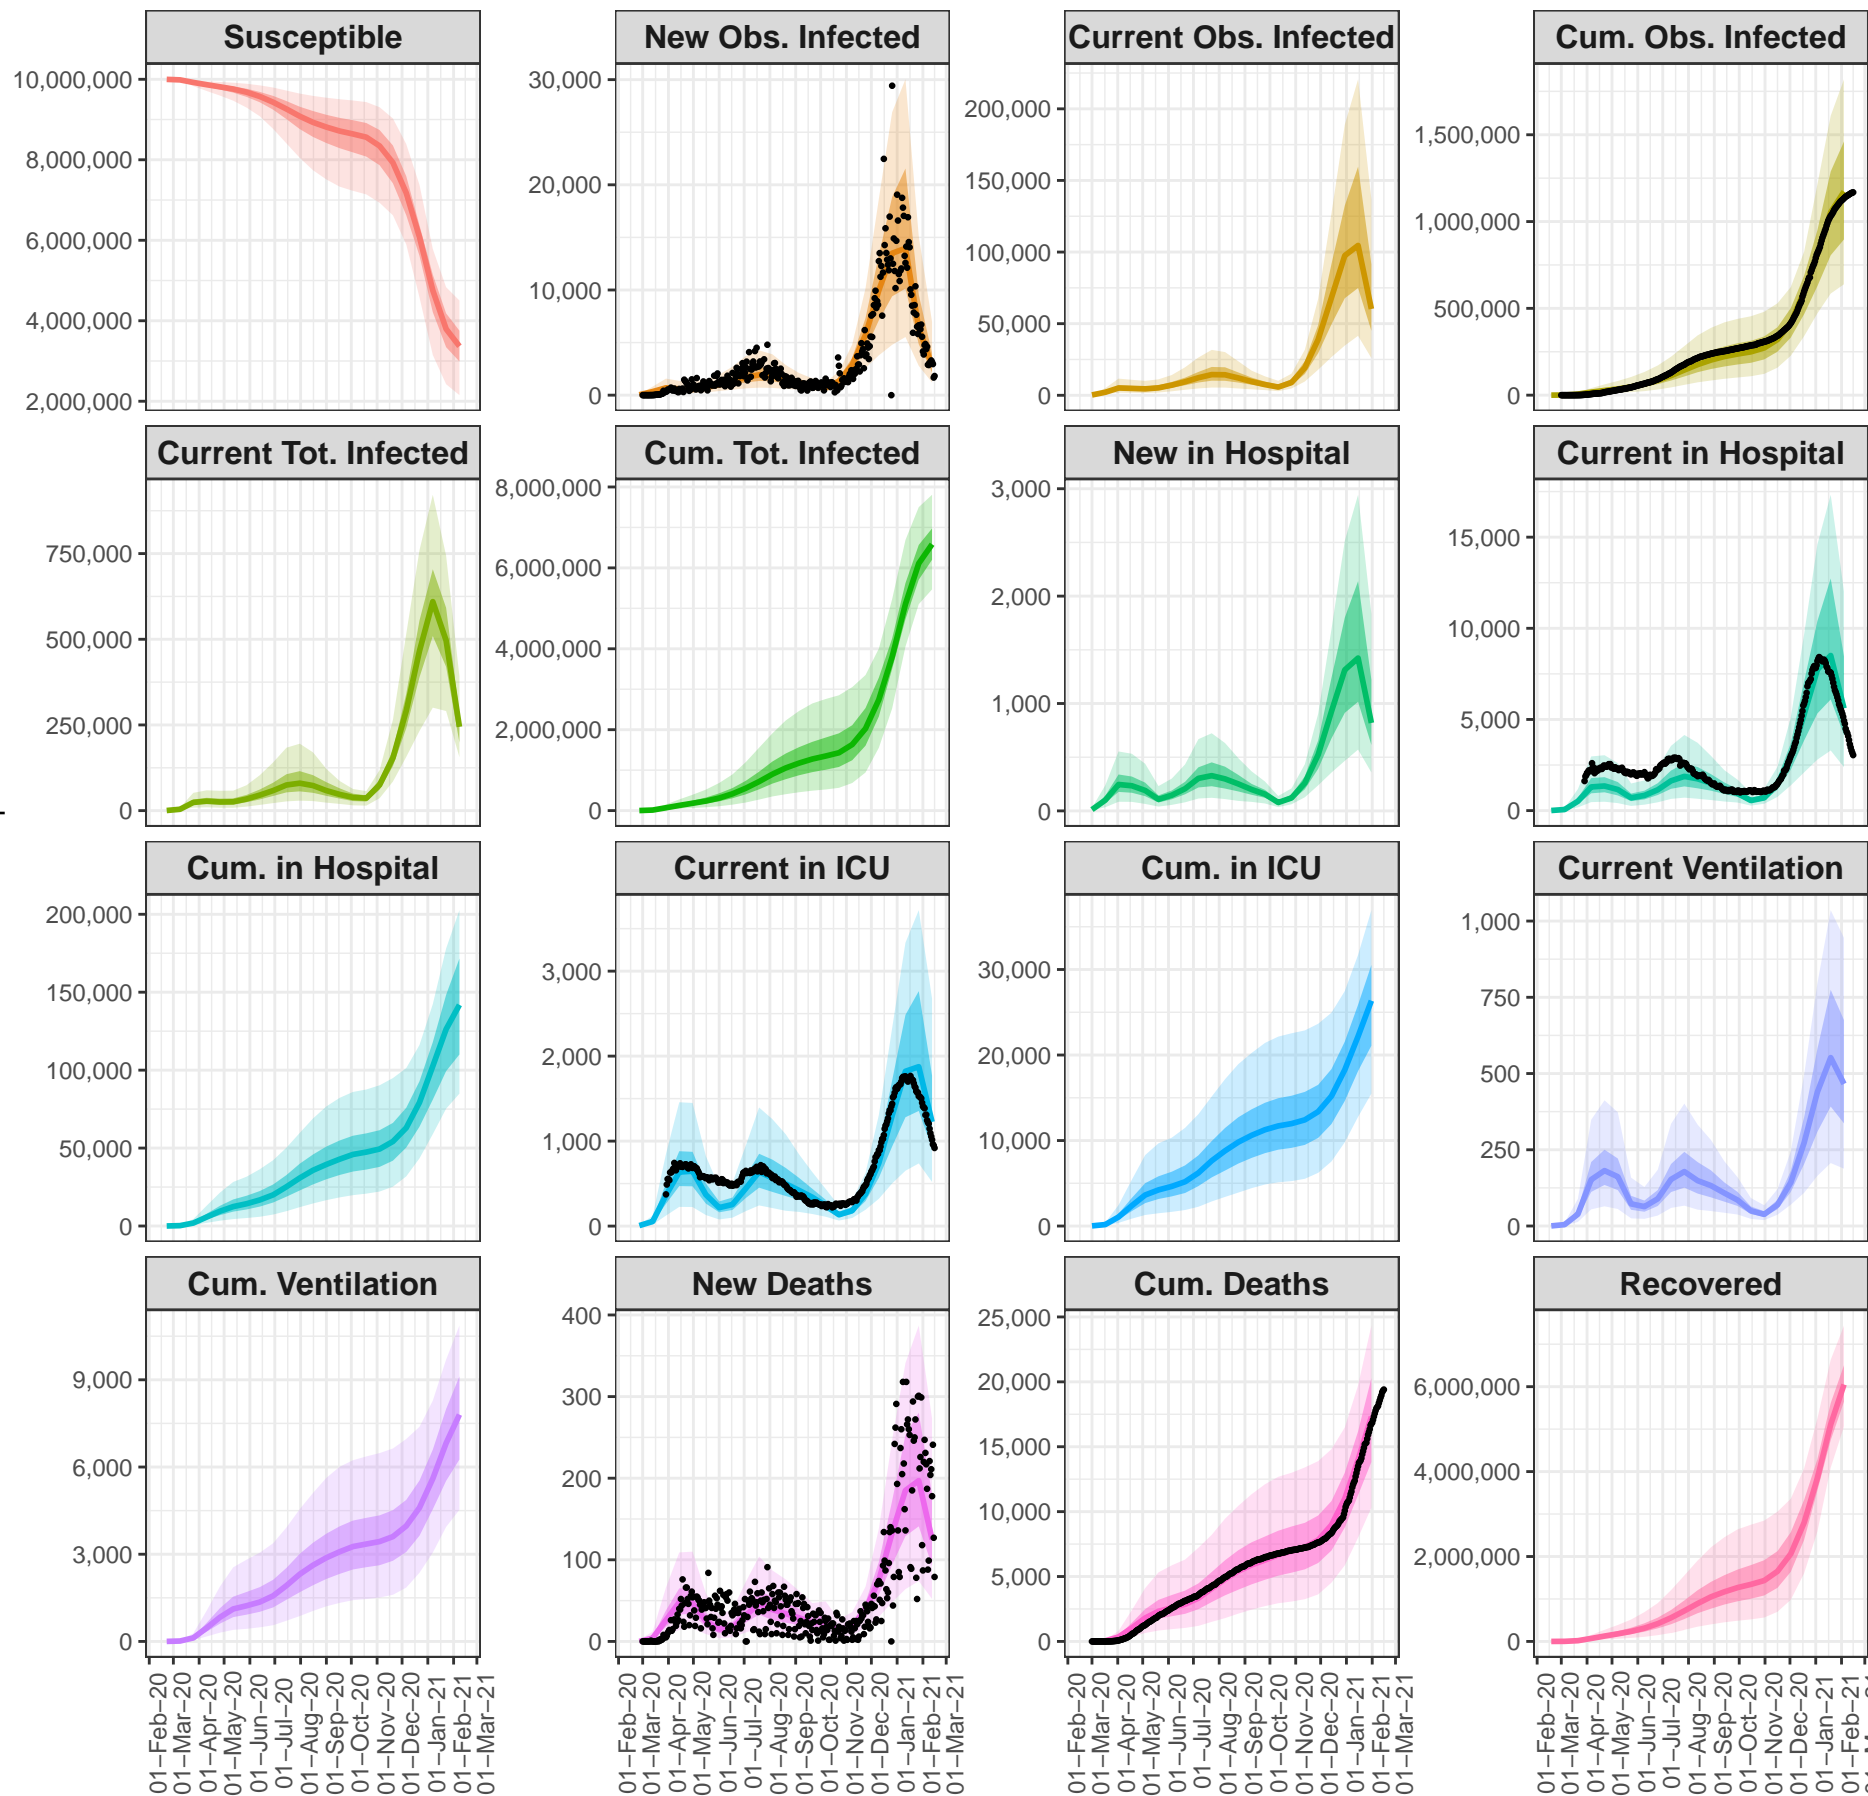 Susceptible
New Obs. Infected
Current Obs. Infected
Cum. Obs. Infected
10,000,000
8,000,000
6,000,000
4,000,000
2,000,000
30,000
20,000
10,000
0
200,000
150,000
100,000
50,000
0
1,500,000
1,000,000
500,000
0
Current Tot. Infected
Cum. Tot. Infected
New in Hospital
Current in Hospital
750,000
500,000
250,000
0
8,000,000
6,000,000
4,000,000
2,000,000
0
3,000
2,000
1,000
0
15,000
10,000
5,000
0
Cum. in Hospital
Current in ICU
Cum. in ICU
Current Ventilation
200,000
150,000
100,000
50,000
0
3,000
2,000
1,000
0
30,000
20,000
10,000
0
1,000
750
500
250
0
Cum. Ventilation
New Deaths
Cum. Deaths
Recovered
9,000
6,000
3,000
0
400
300
200
100
0
25,000
20,000
15,000
10,000
5,000
0
6,000,000
4,000,000
2,000,000
0
01−Feb−20
01−Mar−20
01−Apr−20
01−May−20
01−Jun−20
01−Jul−20
01−Aug−20
01−Sep−20
01−Oct−20
01−Nov−20
01−Dec−20
01−Jan−21
01−Feb−21
01−Mar−21
01−Feb−20
01−Mar−20
01−Apr−20
01−May−20
01−Jun−20
01−Jul−20
01−Aug−20
01−Sep−20
01−Oct−20
01−Nov−20
01−Dec−20
01−Jan−21
01−Feb−21
01−Mar−21
01−Feb−20
01−Mar−20
01−Apr−20
01−May−20
01−Jun−20
01−Jul−20
01−Aug−20
01−Sep−20
01−Oct−20
01−Nov−20
01−Dec−20
01−Jan−21
01−Feb−21
01−Mar−21
01−Feb−20
01−Mar−20
01−Apr−20
01−May−20
01−Jun−20
01−Jul−20
01−Aug−20
01−Sep−20
01−Oct−20
01−Nov−20
01−Dec−20
01−Jan−21
01−Feb−21